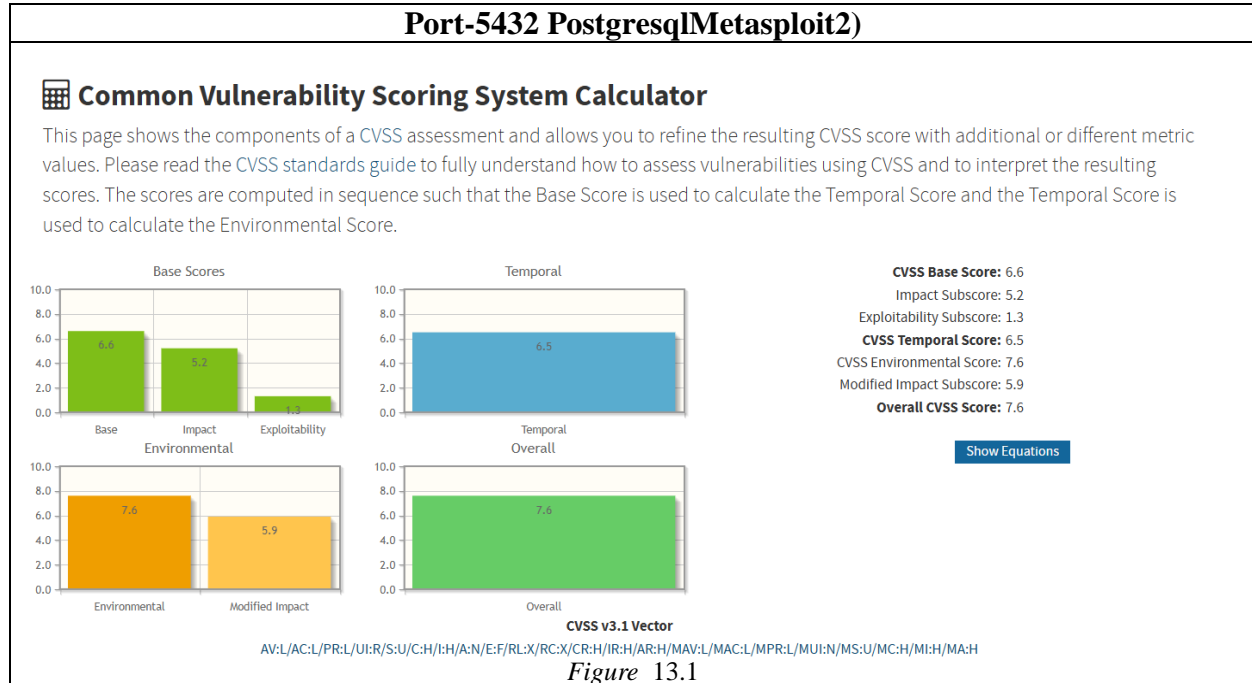 Port-5432 PostgresqlMetasploit2)
Common Vulnerability Scoring System Calculator
This page shows the components of a CVSS assessment and allows you to refine the resulting CVSS score with additional or different metric
values. Please read the CVSS standards guide to fully understand how to assess vulnerabilities using CVSS and to interpret the resulting
scores. The scores are computed in sequence such that the Base Score is used to calculate the Temporal Score and the Temporal Score is
used to calculate the Environmental Score.
Base Scores
10.0
8.0
6.0
4.0
2.0
0.0
6.6
5.2
1.3
Base Impact Exploitability
Temporal
10.0
8.0
6.0
4.0
2.0
0.0
6.5
Temporal
CVSS Base Score: 6.6
Impact Subscore: 5.2
Exploitability Subscore: 1.3
CVSS Temporal Score: 6.5
CVSS Environmental Score: 7.6
Modified Impact Subscore: 5.9
Overall CVSS Score: 7.6
Show Equations
Environmental
10.0
8.0
6.0
4.0
2.0
0.0
7.6
5.9
Environmental Modified Impact
Overall
10.0
8.0
6.0
4.0
2.0
0.0
7.6
Overall
CVSS v3.1 Vector
AV:L/AC:L/PR:L/UI:R/S:U/C:H/I:H/A:N/E:F/RL:X/RC:X/CR:H/IR:H/AR:H/MAV:L/MAC:L/MPR:L/MUI:N/MS:U/MC:H/MI:H/MA:H
Figure 13.1